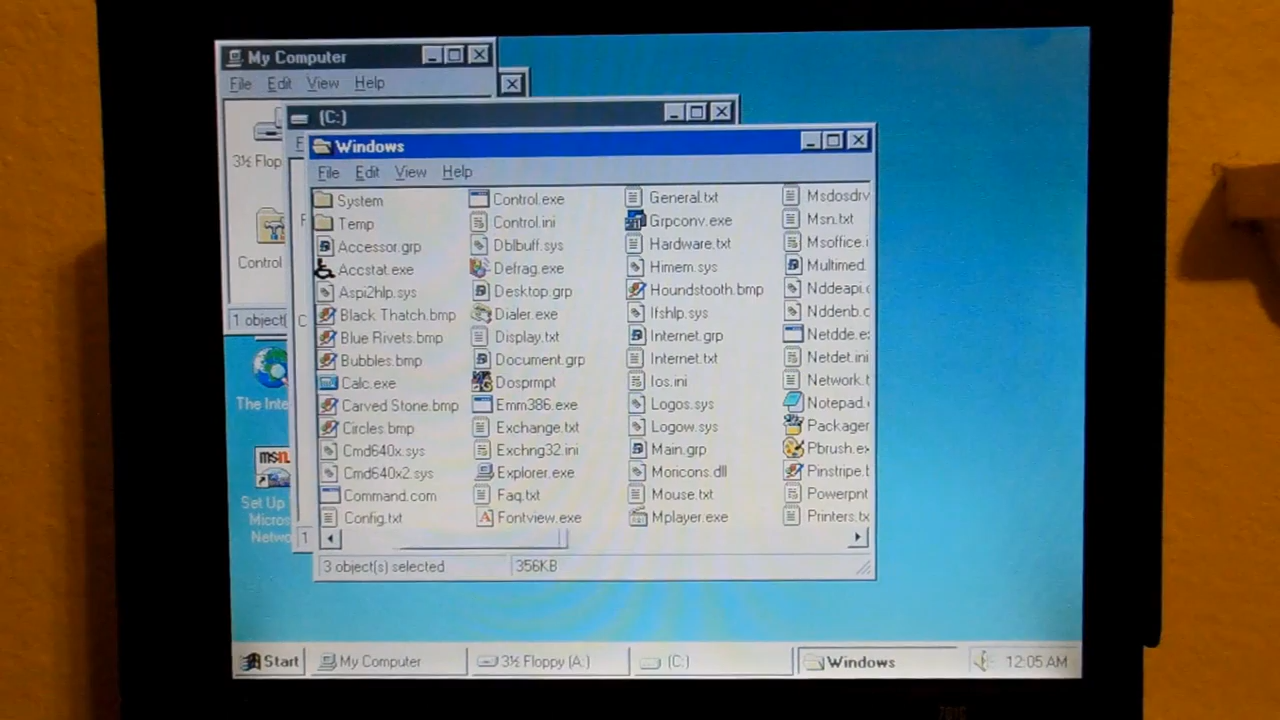 My Computer
File Edit View Help
(C:)
3½ Flop
Windows
File Edit View Help
System
Temp
Accessor.grp
Accstat.exe
Aspi2hlp.sys
Black Thatch.bmp
Blue Rivets.bmp
Bubbles.bmp
Calc.exe
Carved Stone.bmp
Circles.bmp
Cmd640x.sys
Cmd640x2.sys
Command.com
Config.txt
Control.exe
Control.ini
Dblbuff.sys
Defrag.exe
Desktop.grp
Dialer.exe
Display.txt
Document.grp
Dosprmpt
Emm386.exe
Exchange.txt
Exchng32.ini
Explorer.exe
Faq.txt
Fontview.exe
General.txt
Grpconv.exe
Hardware.txt
Himem.sys
Houndstooth.bmp
Ifshlp.sys
Internet.grp
Internet.txt
Ios.ini
Logos.sys
Logow.sys
Main.grp
Moricons.dll
Mouse.txt
Mplayer.exe
Msdosdrv
Msn.txt
Msoffice.i
Multimed.
Nddeapi.
Nddenb.
Netdde.e
Netdet.ini
Network.t
Notepad.
Packager
Pbrush.ex
Pinstripe.b
Powerpnt
Printers.tx
3 object(s) selected 356KB
Control
1 object(
The Inte
msn
Set Up
Micros
Netwo
Start My Computer 3½ Floppy (A:) (C:) Windows 12:05 AM